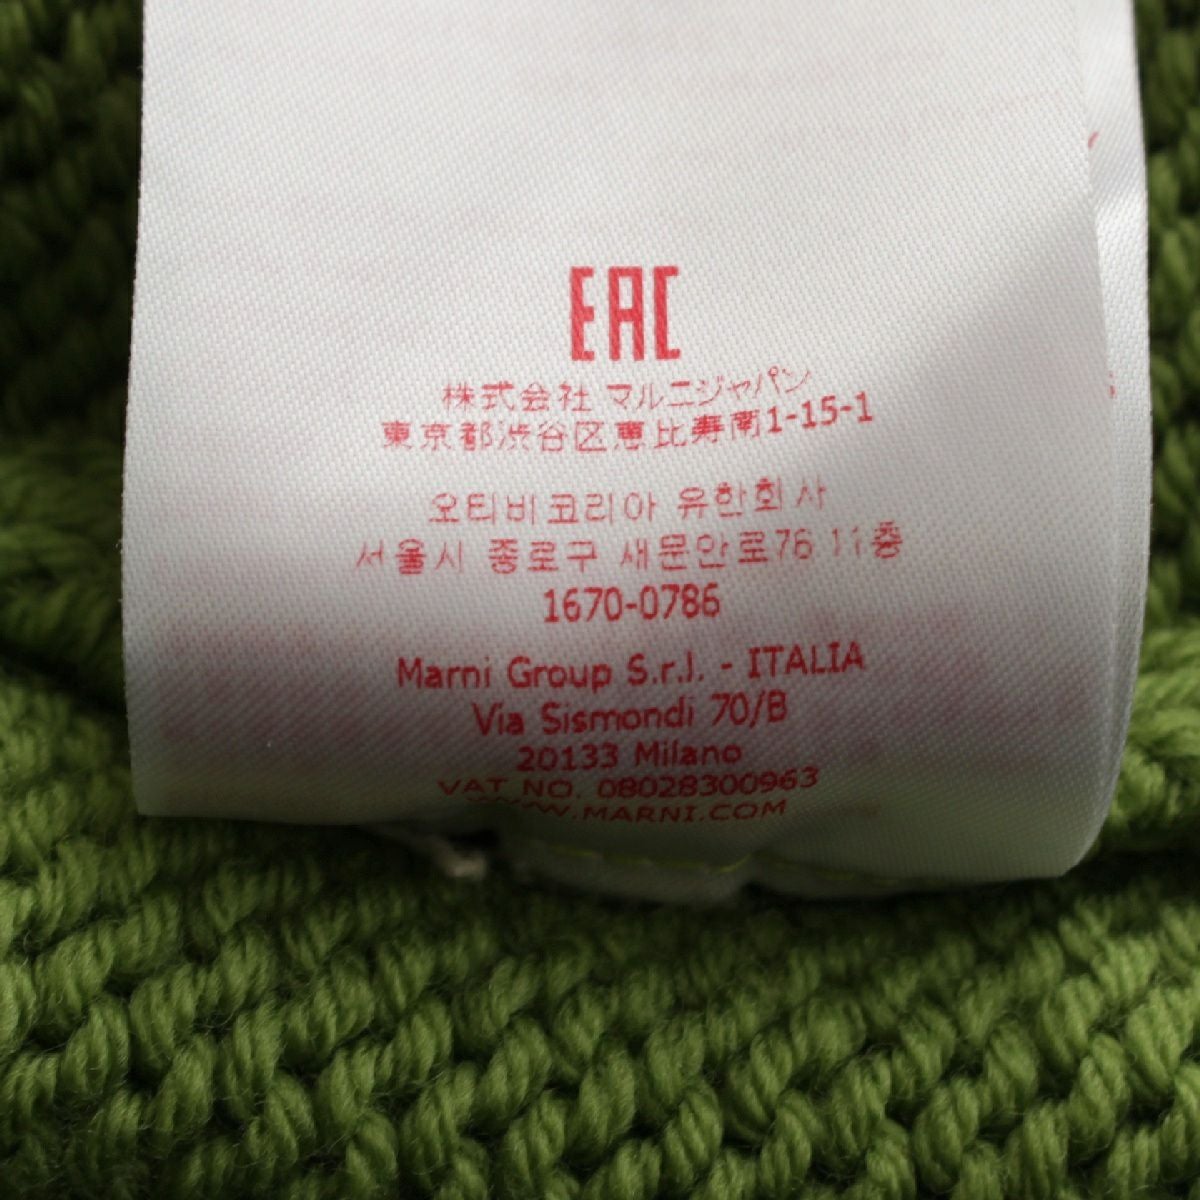 EAC
株式会社 マルニジャパン
東京都渋谷区恵比寿南1-15-1
오티비코리아 유한회사
서울시 종로구 새문안로76 11층
1670-0786
Marni Group S.r.l. - ITALIA
Via Sismondi 70/B
20133 Milano
VAT NO. 08028300963
WWW.MARNI.COM